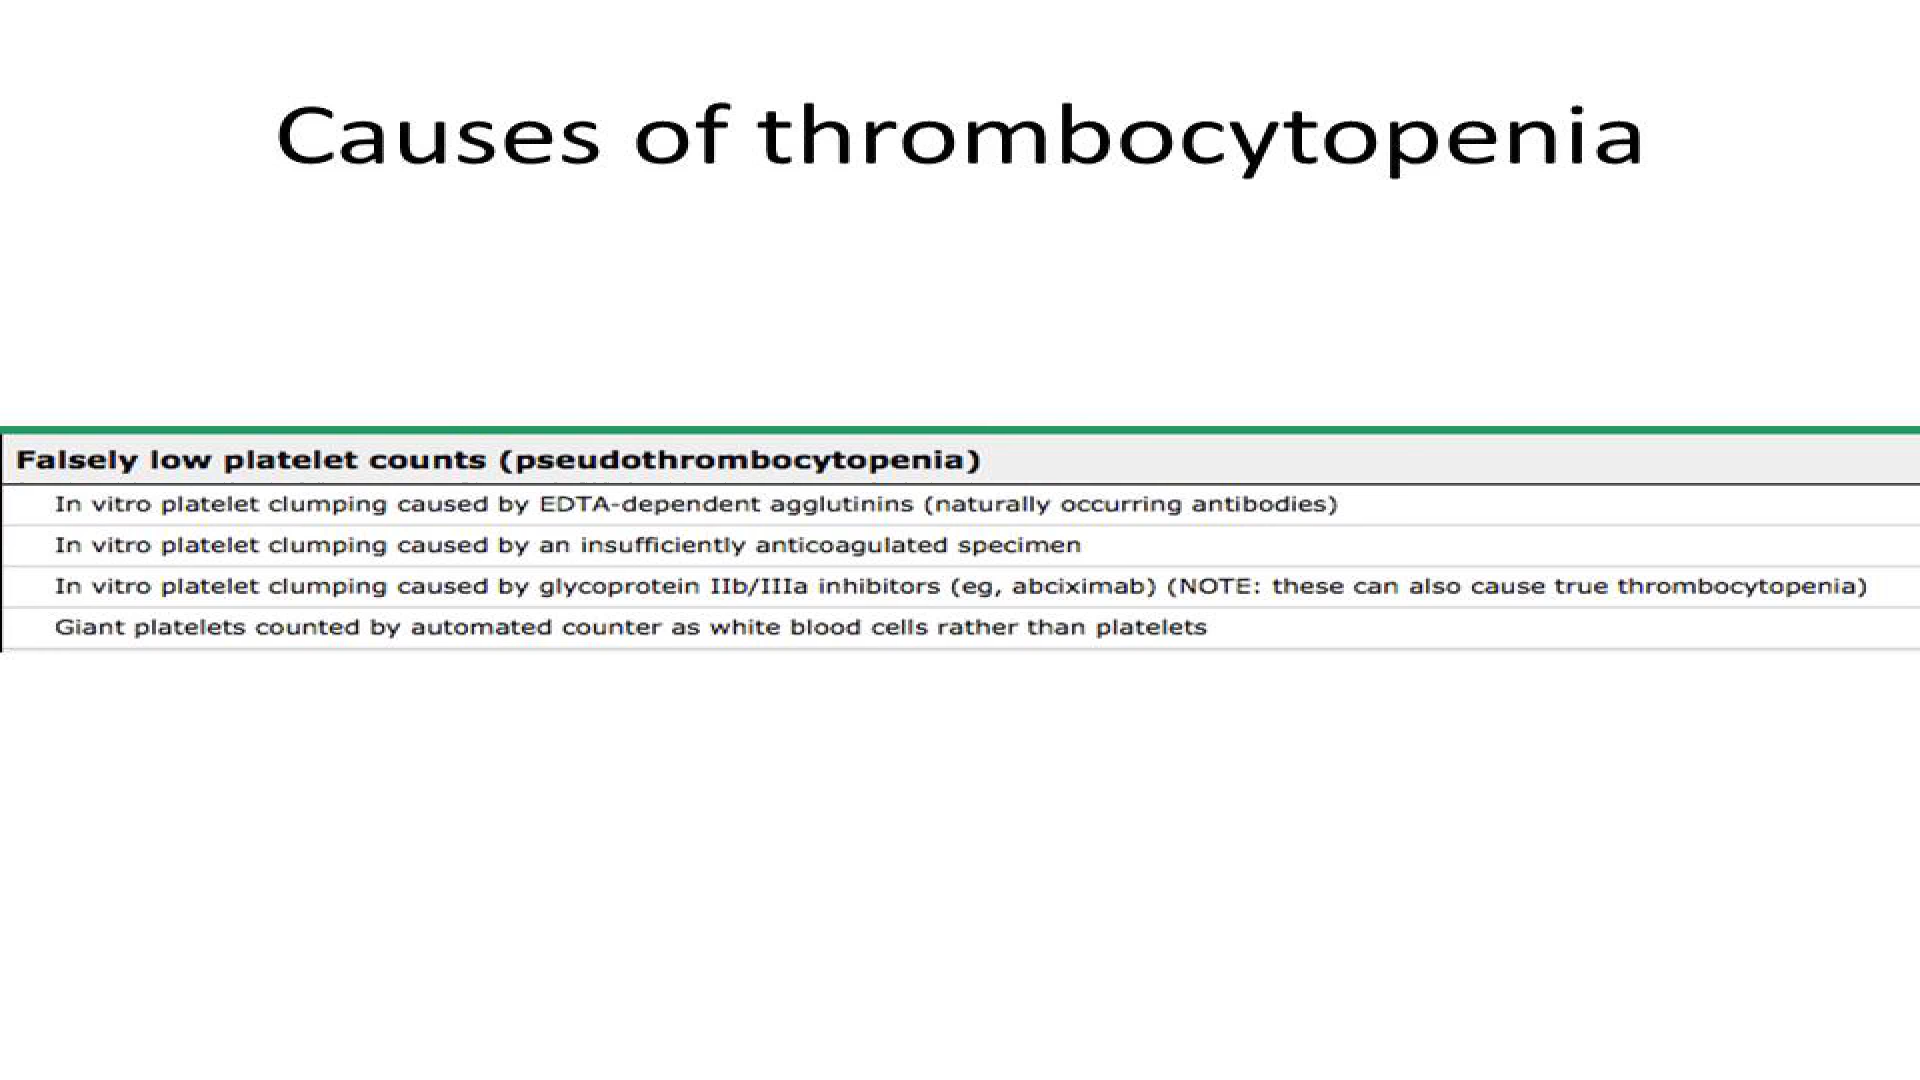 Causes of thrombocytopenia
Falsely low platelet counts (pseudothrombocytopenia)
In vitro platelet clumping caused by EDTA-dependent agglutinins (naturally occurring antibodies)
In vitro platelet clumping caused by an insufficiently anticoagulated specimen
In vitro platelet clumping caused by glycoprotein IIb/IIIa inhibitors (eg, abciximab) (NOTE: these can also cause true thrombocytopenia)
Giant platelets counted by automated counter as white blood cells rather than platelets